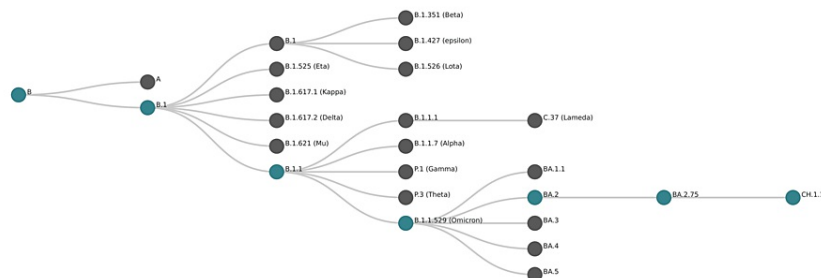 B
A
B.1
B.1
B.1.525 (Eta)
B.1.617.1 (Kappa)
B.1.617.2 (Delta)
B.1.621 (Mu)
B.1.1
B.1.351 (Beta)
B.1.427 (epsilon)
B.1.526 (Lota)
B.1.1.1
B.1.1.7 (Alpha)
P.1 (Gamma)
P.3 (Theta)
B.1.1.529 (Omicron)
C.37 (Lameda)
BA.1.1
BA.2
BA.3
BA.4
BA.5
BA.2.75
CH.1.